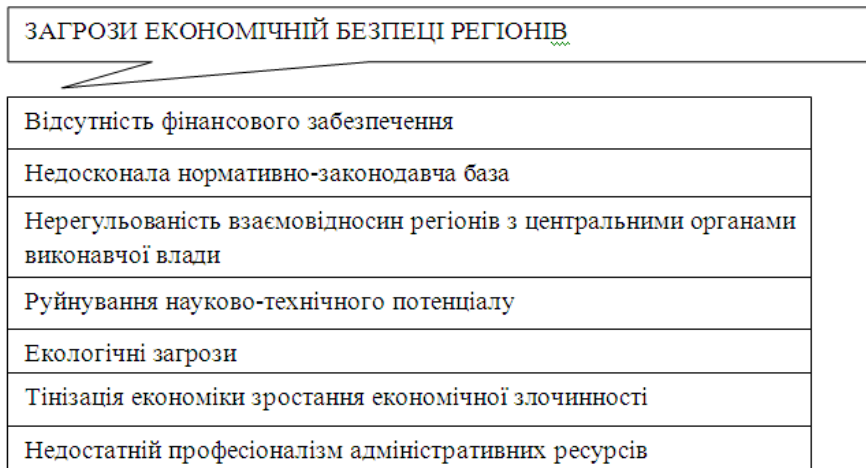 ЗАГРОЗИ ЕКОНОМІЧНІЙ БЕЗПЕЦІ РЕГІОНІВ
Відсутність фінансового забезпечення
Недосконала нормативно-законодавча база
Нерегульованість взаємовідносин регіонів з центральними органами
виконавчої влади
Руйнування науково-технічного потенціалу
Екологічні загрози
Тінізація економіки зростання економічної злочинності
Недостатній професіоналізм адміністративних ресурсів